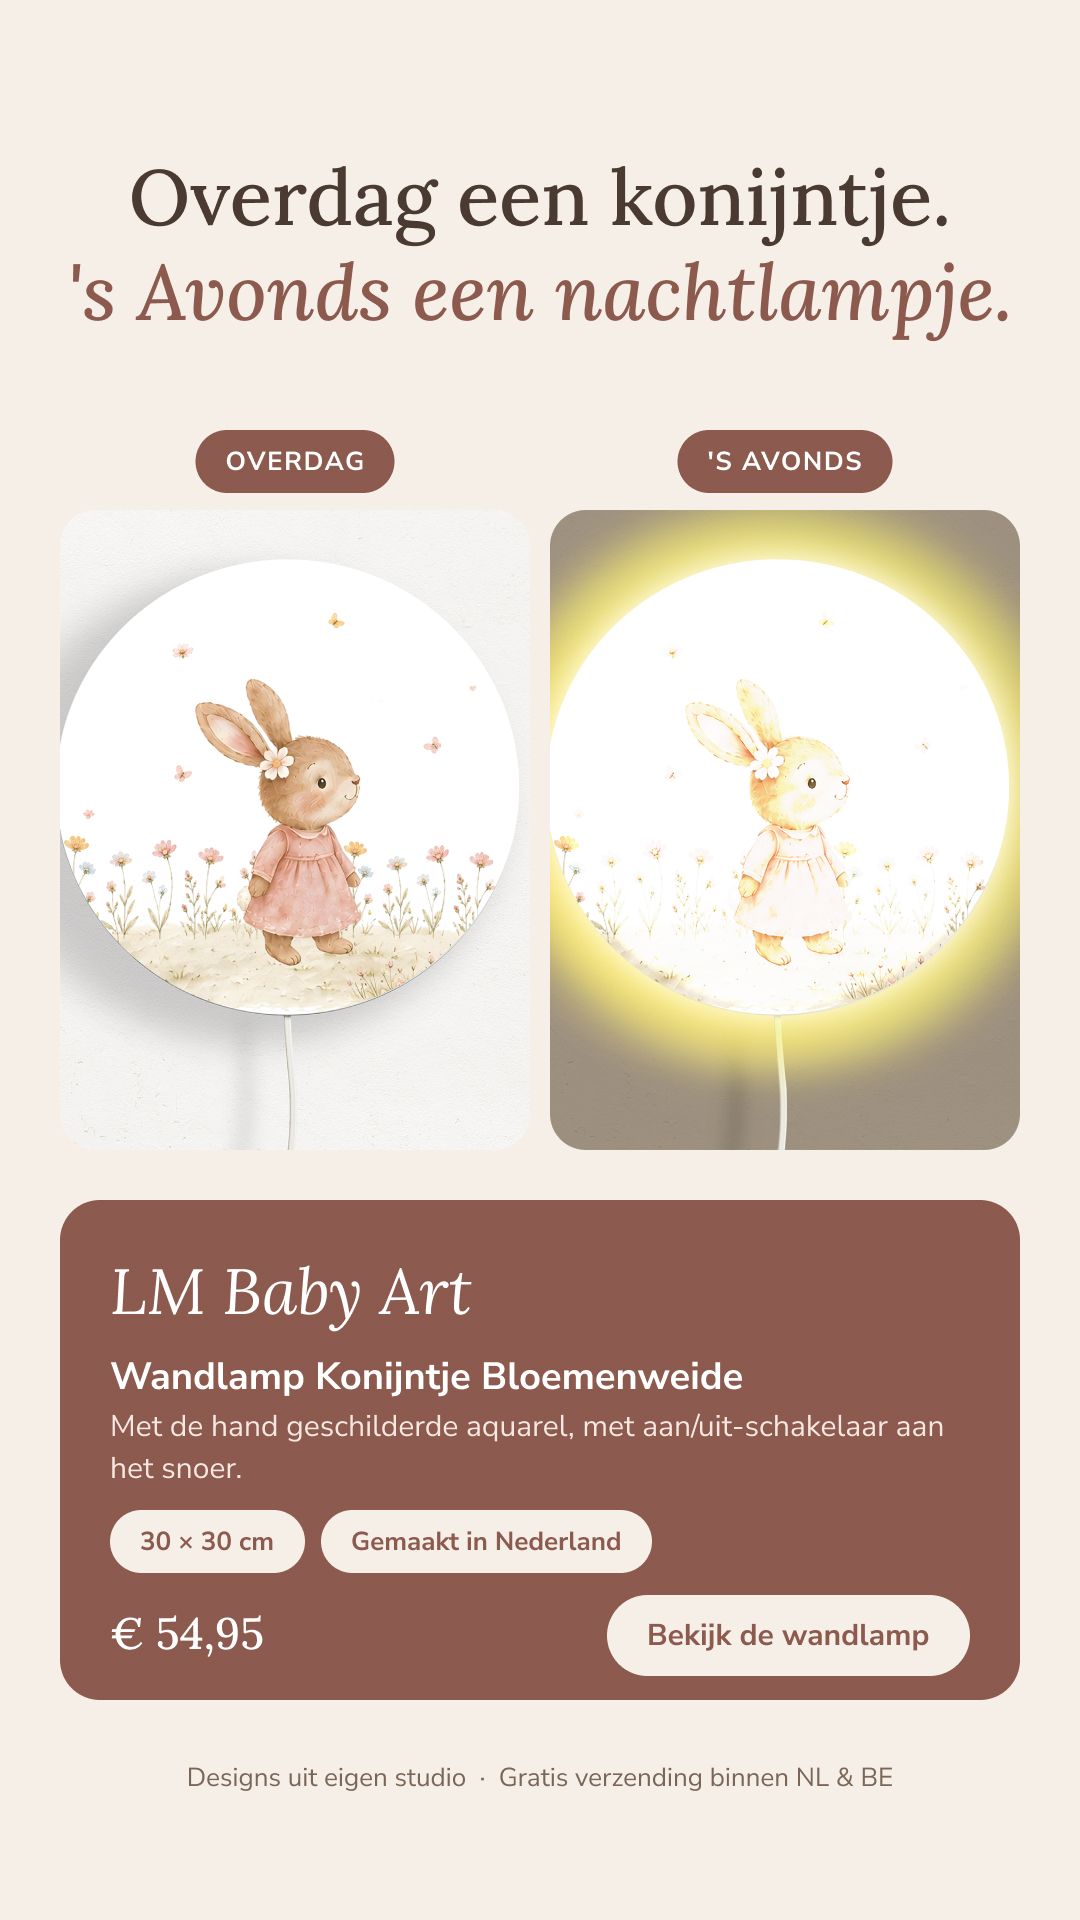 Overdag een konijntje.
's Avonds een nachtlampje.
OVERDAG
'S AVONDS
LM Baby Art
Wandlamp Konijntje Bloemenweide
Met de hand geschilderde aquarel, met aan/uit-schakelaar aan
het snoer.
30 × 30 cm
Gemaakt in Nederland
€ 54,95
Bekijk de wandlamp
Designs uit eigen studio · Gratis verzending binnen NL & BE